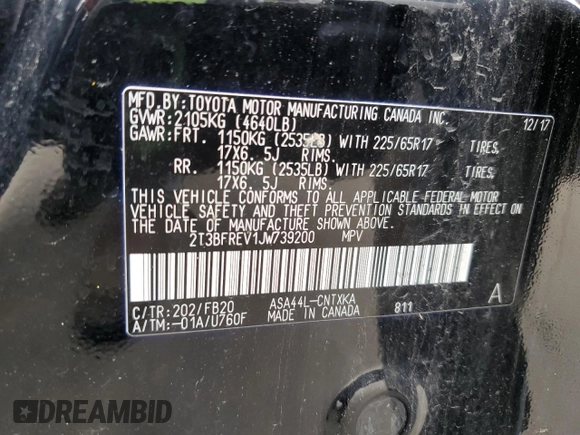 MFD.BY:TOYOTA MOTOR MANUFACTURING CANADA INC.
GVWR:2105KG (4640LB) 12/17
GAWR:FRT. 1150KG (2535LB) WITH 225/65R17 TIRES,
17X6.5J RIMS.
RR. 1150KG (2535LB) WITH 225/65R17 TIRES,
17X6.5J RIMS.
THIS VEHICLE CONFORMS TO ALL APPLICABLE FEDERAL MOTOR
VEHICLE SAFETY AND THEFT PREVENTION STANDARDS IN EFFECT ON
THE DATE OF MANUFACTURE SHOWN ABOVE.
2T3BFREV1JW739200 MPV
C/TR:202/FB20 ASA44L-CNTXKA 811 A
A/TM:-01A/U760F MADE IN CANADA
DREAMBID